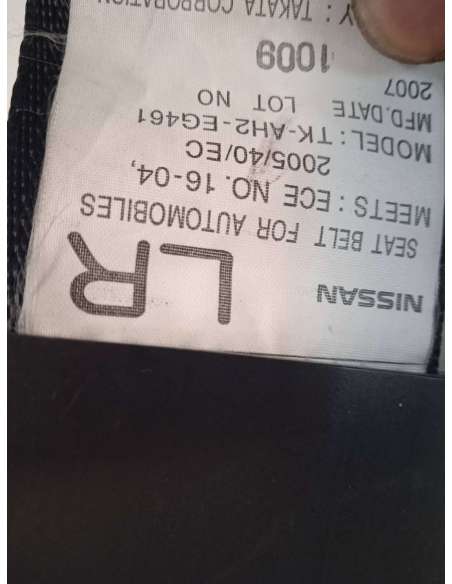 NISSAN LR
SEAT BELT FOR AUTOMOBILES
MEETS : ECE NO. 16-04,
2005/40/EC
MODEL : TK-AH2-EG461
MFD.DATE LOT NO
2007 1009
Y : TAKATA CORPORATION